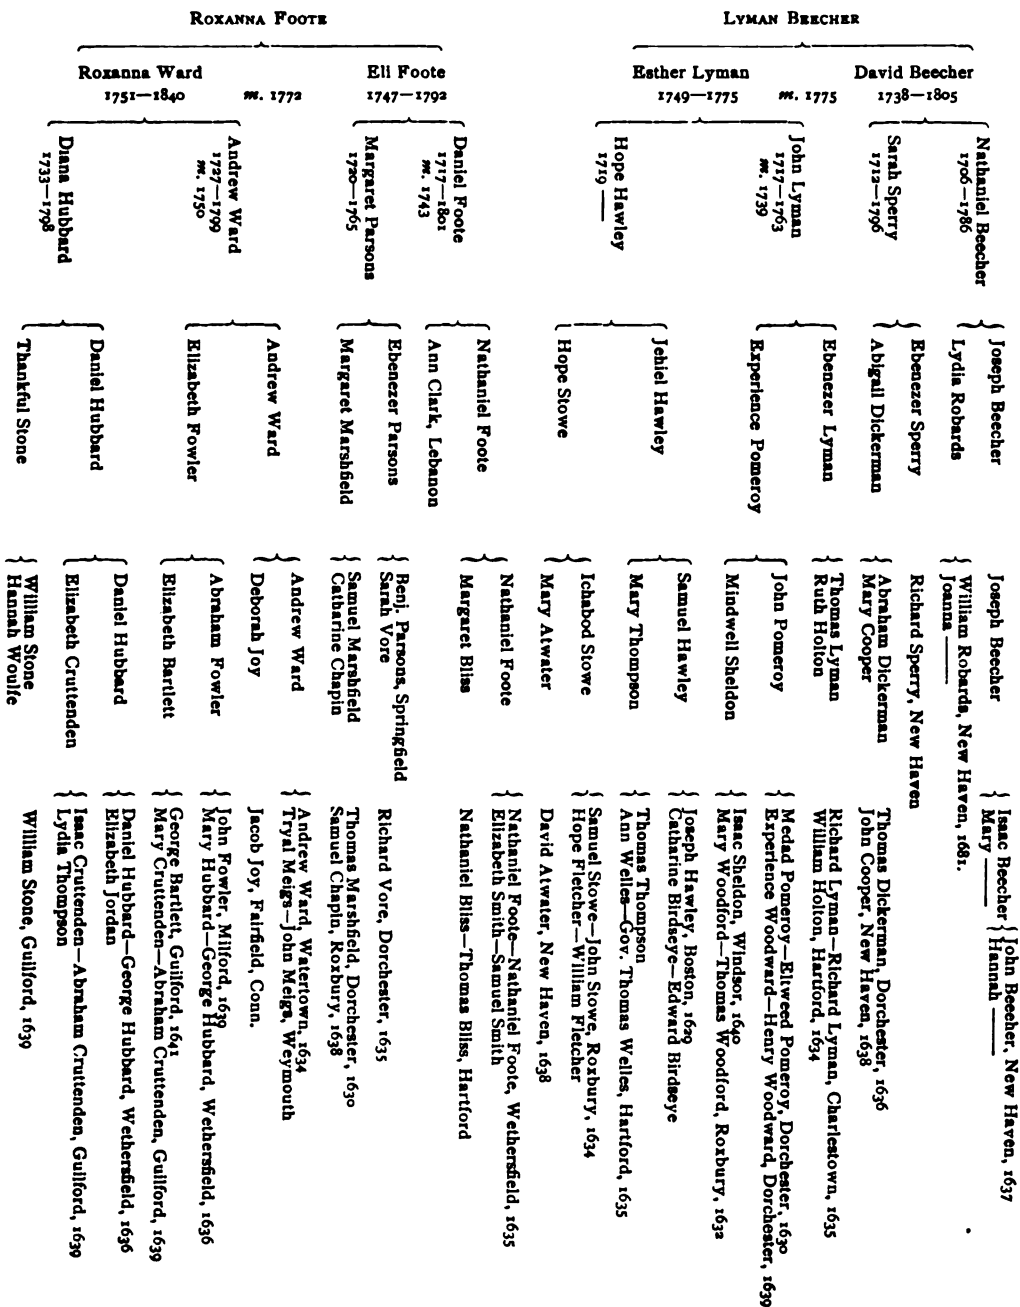 ROXANNA FOOTE
LYMAN BEECHER
Roxanna Ward
1751—1840
m. 1772
Eli Foote
1747—1792
Esther Lyman
1749—1775
m. 1775
David Beecher
1738—1805
Nathaniel Beecher
1706—1786
Sarah Sperry
1712—1796
John Lyman
1717—1763
m. 1739
Hope Hawley
1719 ——
Daniel Foote
1717—1801
m. 1743
Margaret Parsons
1720—1765
Andrew Ward
1727—1799
m. 1750
Diana Hubbard
1733—1798
Joseph Beecher
Lydia Robards
Ebenezer Sperry
Abigail Dickerman
Ebenezer Lyman
Experience Pomeroy
Jehiel Hawley
Hope Stowe
Nathaniel Foote
Ann Clark, Lebanon
Ebenezer Parsons
Margaret Marshfield
Andrew Ward
Elizabeth Fowler
Daniel Hubbard
Thankful Stone
Joseph Beecher
William Robards, New Haven, 1681.
Joanna ——
Richard Sperry, New Haven
Abraham Dickerman
Mary Cooper
Thomas Lyman
Ruth Holton
John Pomeroy
Mindwell Sheldon
Samuel Hawley
Mary Thompson
Ichabod Stowe
Mary Atwater
Nathaniel Foote
Margaret Bliss
Benj. Parsons, Springfield
Sarah Vore
Samuel Marshfield
Catharine Chapin
Andrew Ward
Deborah Joy
Abraham Fowler
Elizabeth Bartlett
Daniel Hubbard
Elizabeth Cruttenden
William Stone
Hannah Woulfe
Isaac Beecher
Mary ——
John Beecher, New Haven, 1637
Hannah ——
Thomas Dickerman, Dorchester, 1636
John Cooper, New Haven, 1638
Richard Lyman—Richard Lyman, Charlestown, 1635
William Holton, Hartford, 1634
Medad Pomeroy—Eltweed Pomeroy, Dorchester, 1630
Experience Woodward—Henry Woodward, Dorchester, 1639
Isaac Sheldon, Windsor, 1640
Mary Woodford—Thomas Woodford, Roxbury, 1632
Joseph Hawley, Boston, 1629
Catharine Birdseye—Edward Birdseye
Thomas Thompson
Ann Welles—Gov. Thomas Welles, Hartford, 1635
Samuel Stowe—John Stowe, Roxbury, 1634
Hope Fletcher—William Fletcher
David Atwater, New Haven, 1638
Nathaniel Foote—Nathaniel Foote, Wethersfield, 1635
Elizabeth Smith—Samuel Smith
Nathaniel Bliss—Thomas Bliss, Hartford
Richard Vore, Dorchester, 1635
Thomas Marshfield, Dorchester, 1630
Samuel Chapin, Roxbury, 1638
Andrew Ward, Watertown, 1634
Tryal Meigs—John Meigs, Weymouth
Jacob Joy, Fairfield, Conn.
John Fowler, Milford, 1639
Mary Hubbard—George Hubbard, Wethersfield, 1636
George Bartlett, Guilford, 1641
Mary Cruttenden—Abraham Cruttenden, Guilford, 1639
Daniel Hubbard—George Hubbard, Wethersfield, 1636
Elizabeth Jordan
Isaac Cruttenden—Abraham Cruttenden, Guilford, 1639
Lydia Thompson
William Stone, Guilford, 1639